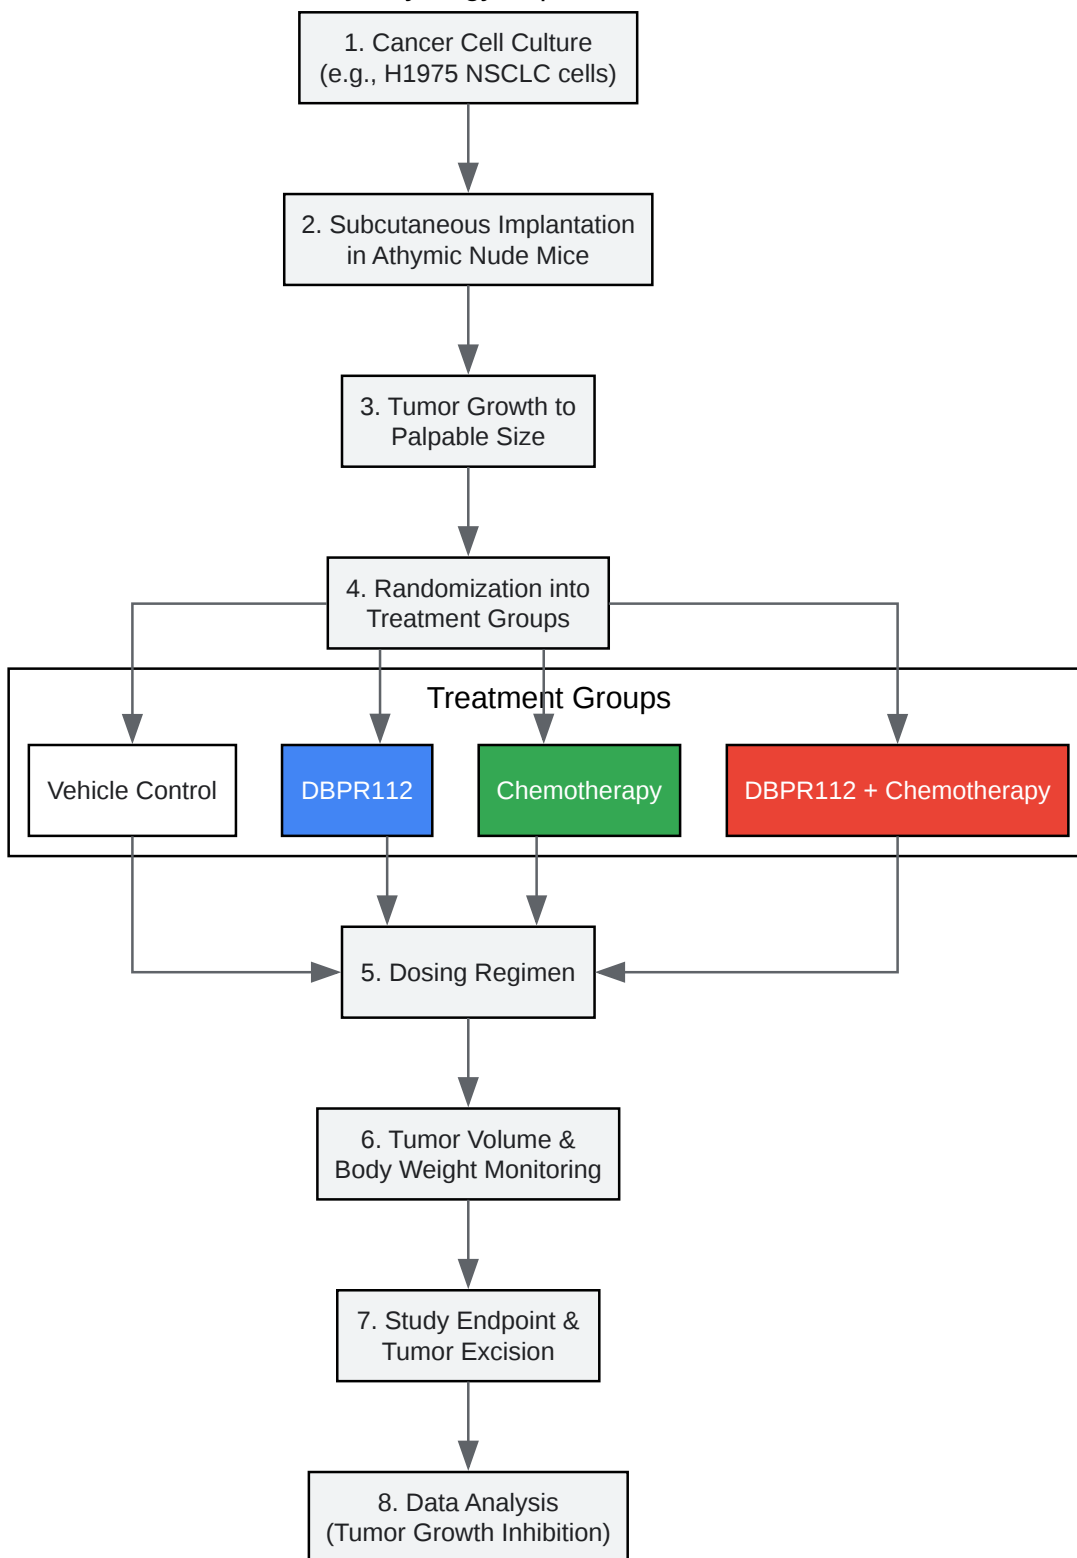 1. Cancer Cell Culture
(e.g., H1975 NSCLC cells)
2. Subcutaneous Implantation
in Athymic Nude Mice
3. Tumor Growth to
Palpable Size
4. Randomization into
Treatment Groups
Treatment Groups
Vehicle Control
DBPR112
Chemotherapy
DBPR112 + Chemotherapy
5. Dosing Regimen
6. Tumor Volume &
Body Weight Monitoring
7. Study Endpoint &
Tumor Excision
8. Data Analysis
(Tumor Growth Inhibition)